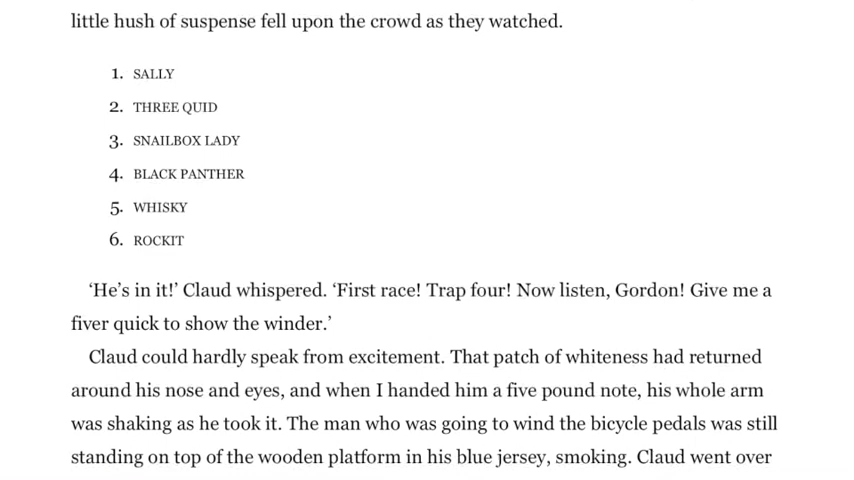 little hush of suspense fell upon the crowd as they watched.
1. SALLY
2. THREE QUID
3. SNAILBOX LADY
4. BLACK PANTHER
5. WHISKY
6. ROCKIT
‘He’s in it!’ Claud whispered. ‘First race! Trap four! Now listen, Gordon! Give me a
fiver quick to show the winder.’
Claud could hardly speak from excitement. That patch of whiteness had returned
around his nose and eyes, and when I handed him a five pound note, his whole arm
was shaking as he took it. The man who was going to wind the bicycle pedals was still
standing on top of the wooden platform in his blue jersey, smoking. Claud went over